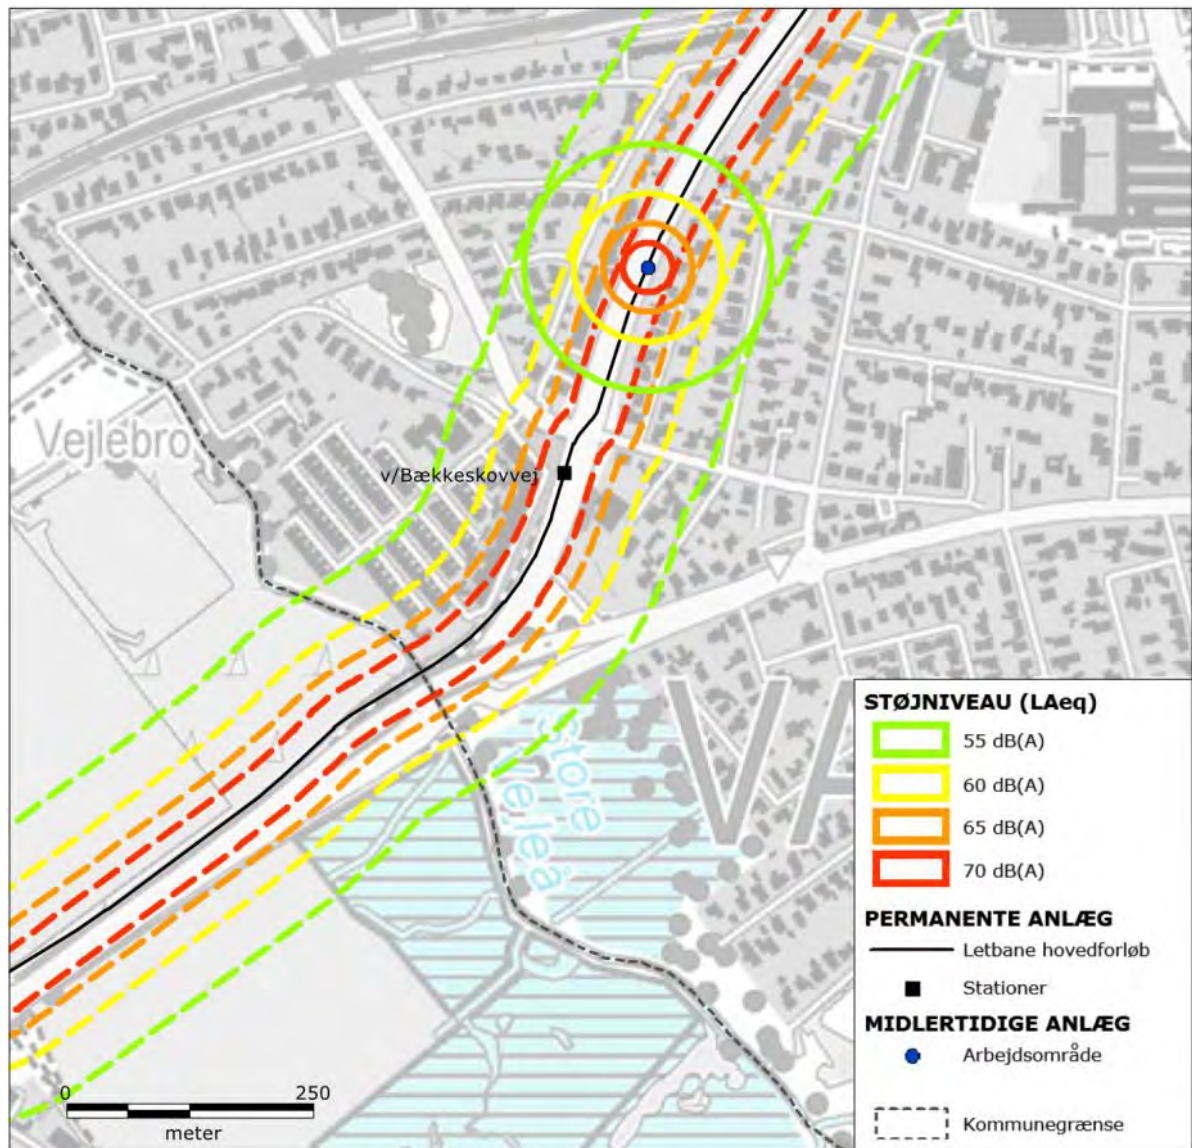 Vejlebro
v/Bækkeskovvej
Store
Vejleå
VA
STØJNIVEAU (LAeq)
55 dB(A)
60 dB(A)
65 dB(A)
70 dB(A)
PERMANENTE ANLÆG
Letbane hovedforløb
Stationer
MIDLERTIDIGE ANLÆG
Arbejdsområde
Kommunegrænse
0 250
meter